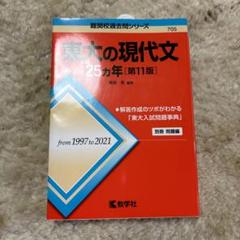 難関校過去問シリーズ
705
東大の現代文
25カ年[第11版]
●解答作成のツボがわかる
「東大入試問題事典」
別冊 問題編
from 1997 to 2021
教学社